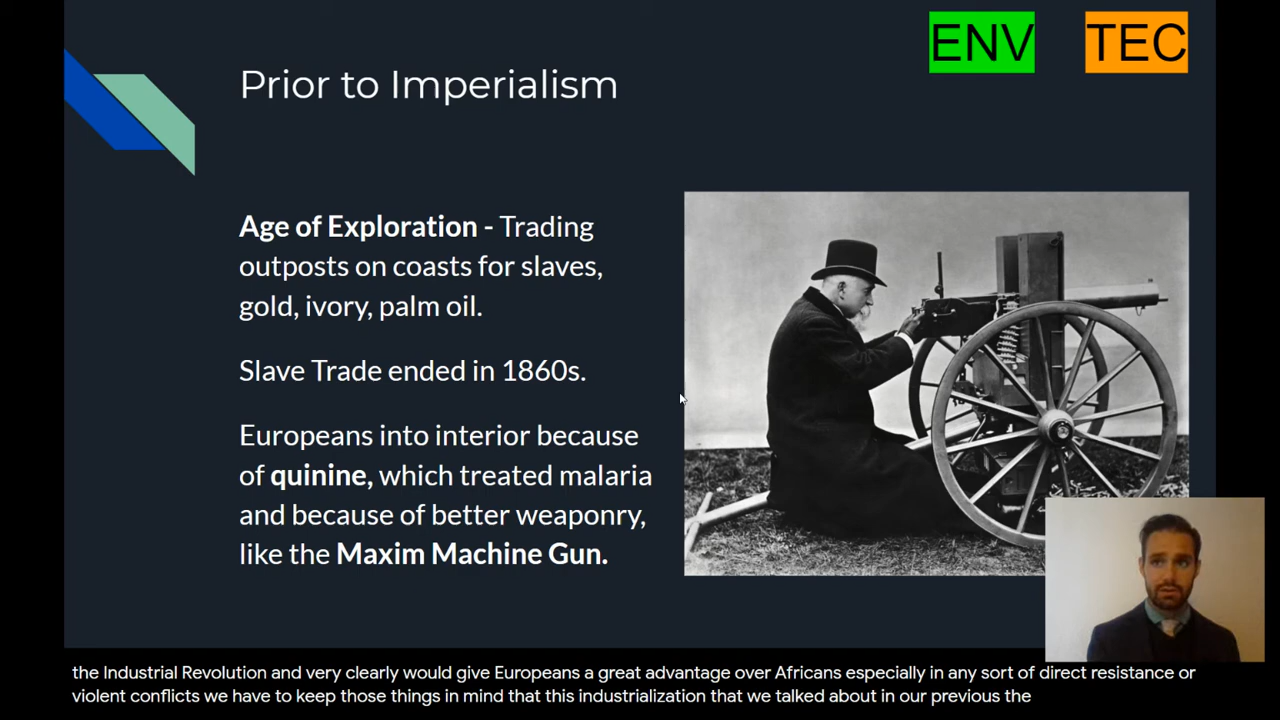 ENV TEC
Prior to Imperialism
Age of Exploration - Trading
outposts on coasts for slaves,
gold, ivory, palm oil.
Slave Trade ended in 1860s.
Europeans into interior because
of quinine, which treated malaria
and because of better weaponry,
like the Maxim Machine Gun.
the Industrial Revolution and very clearly would give Europeans a great advantage over Africans especially in any sort of direct resistance or
violent conflicts we have to keep those things in mind that this industrialization that we talked about in our previous the